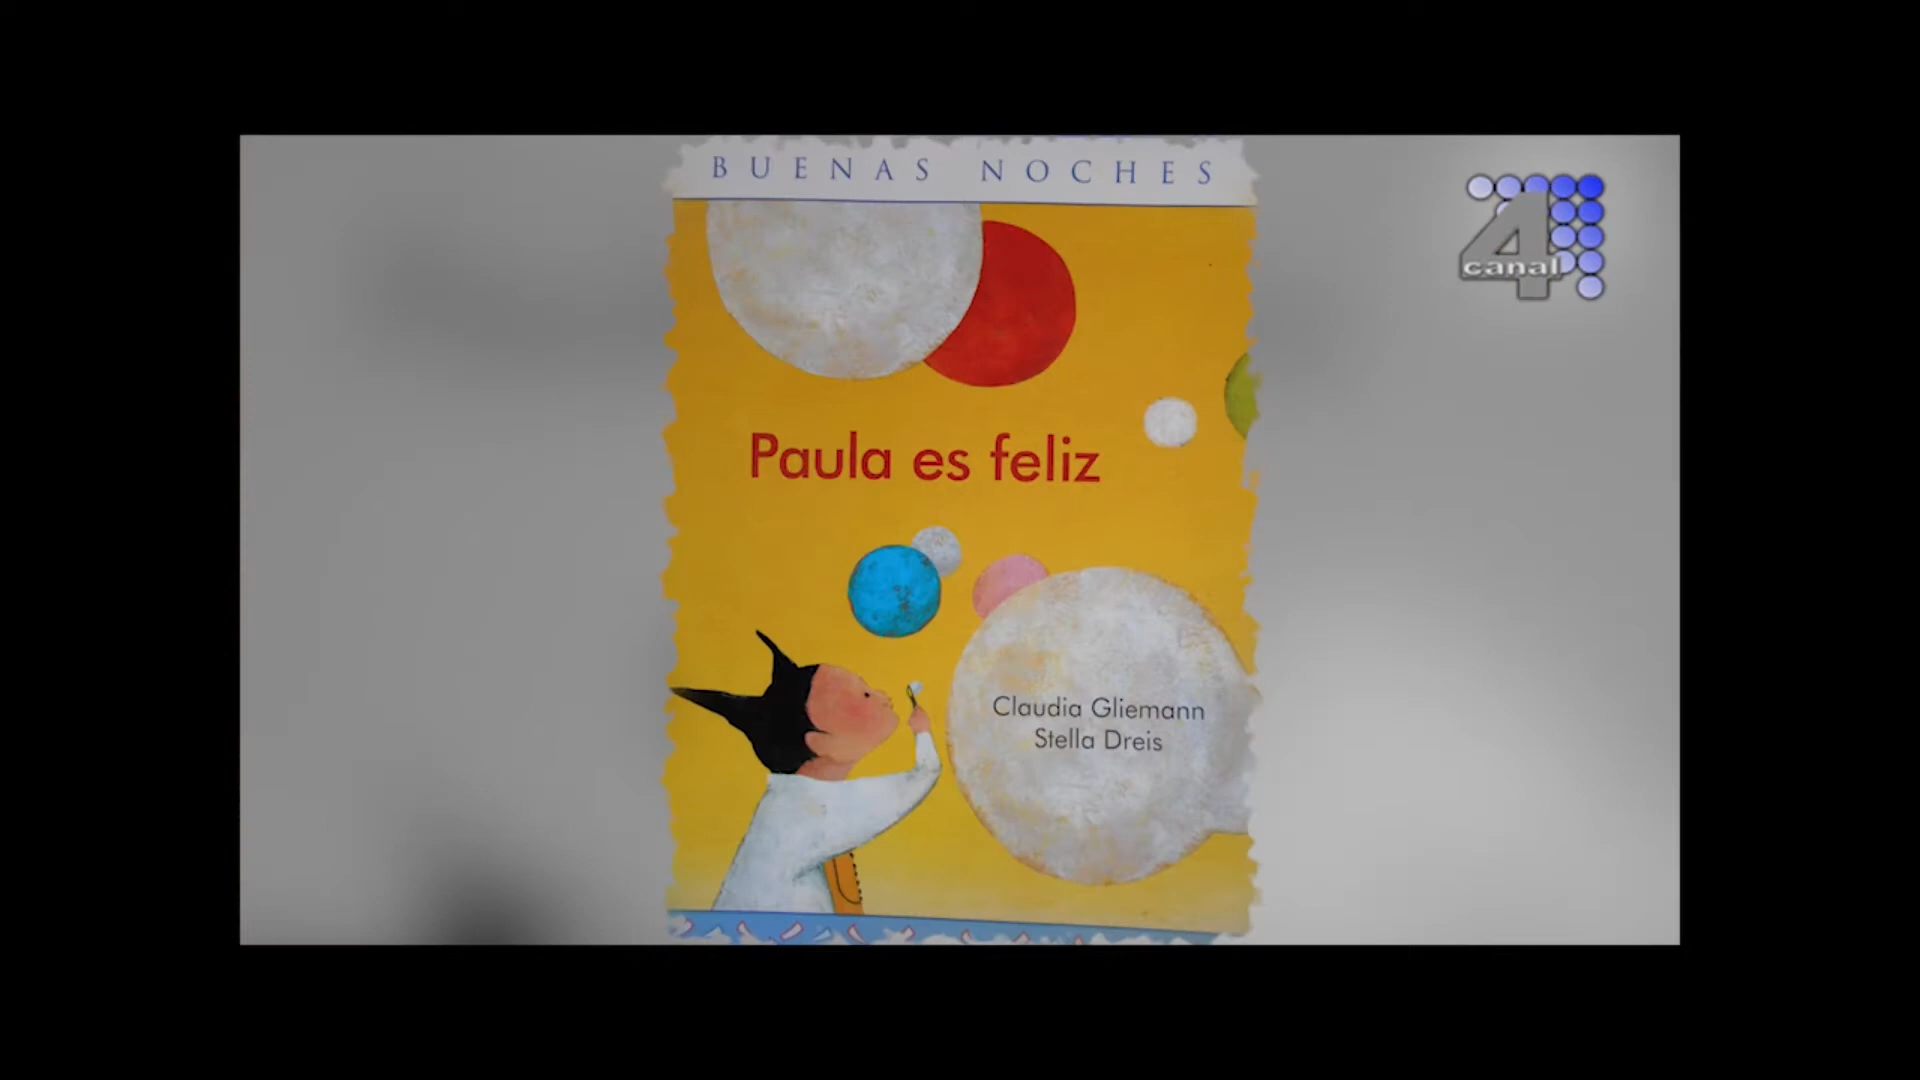 BUENAS NOCHES
4
canal
Paula es feliz
Claudia Gliemann
Stella Dreis